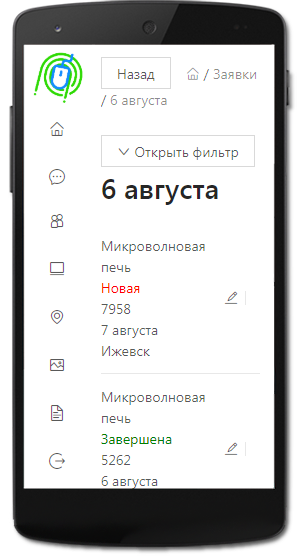 Назад / Заявки
/ 6 августа
Открыть фильтр
6 августа
Микроволновая
печь
Новая
7958
7 августа
Ижевск
Микроволновая
печь
Завершена
5262
6 августа